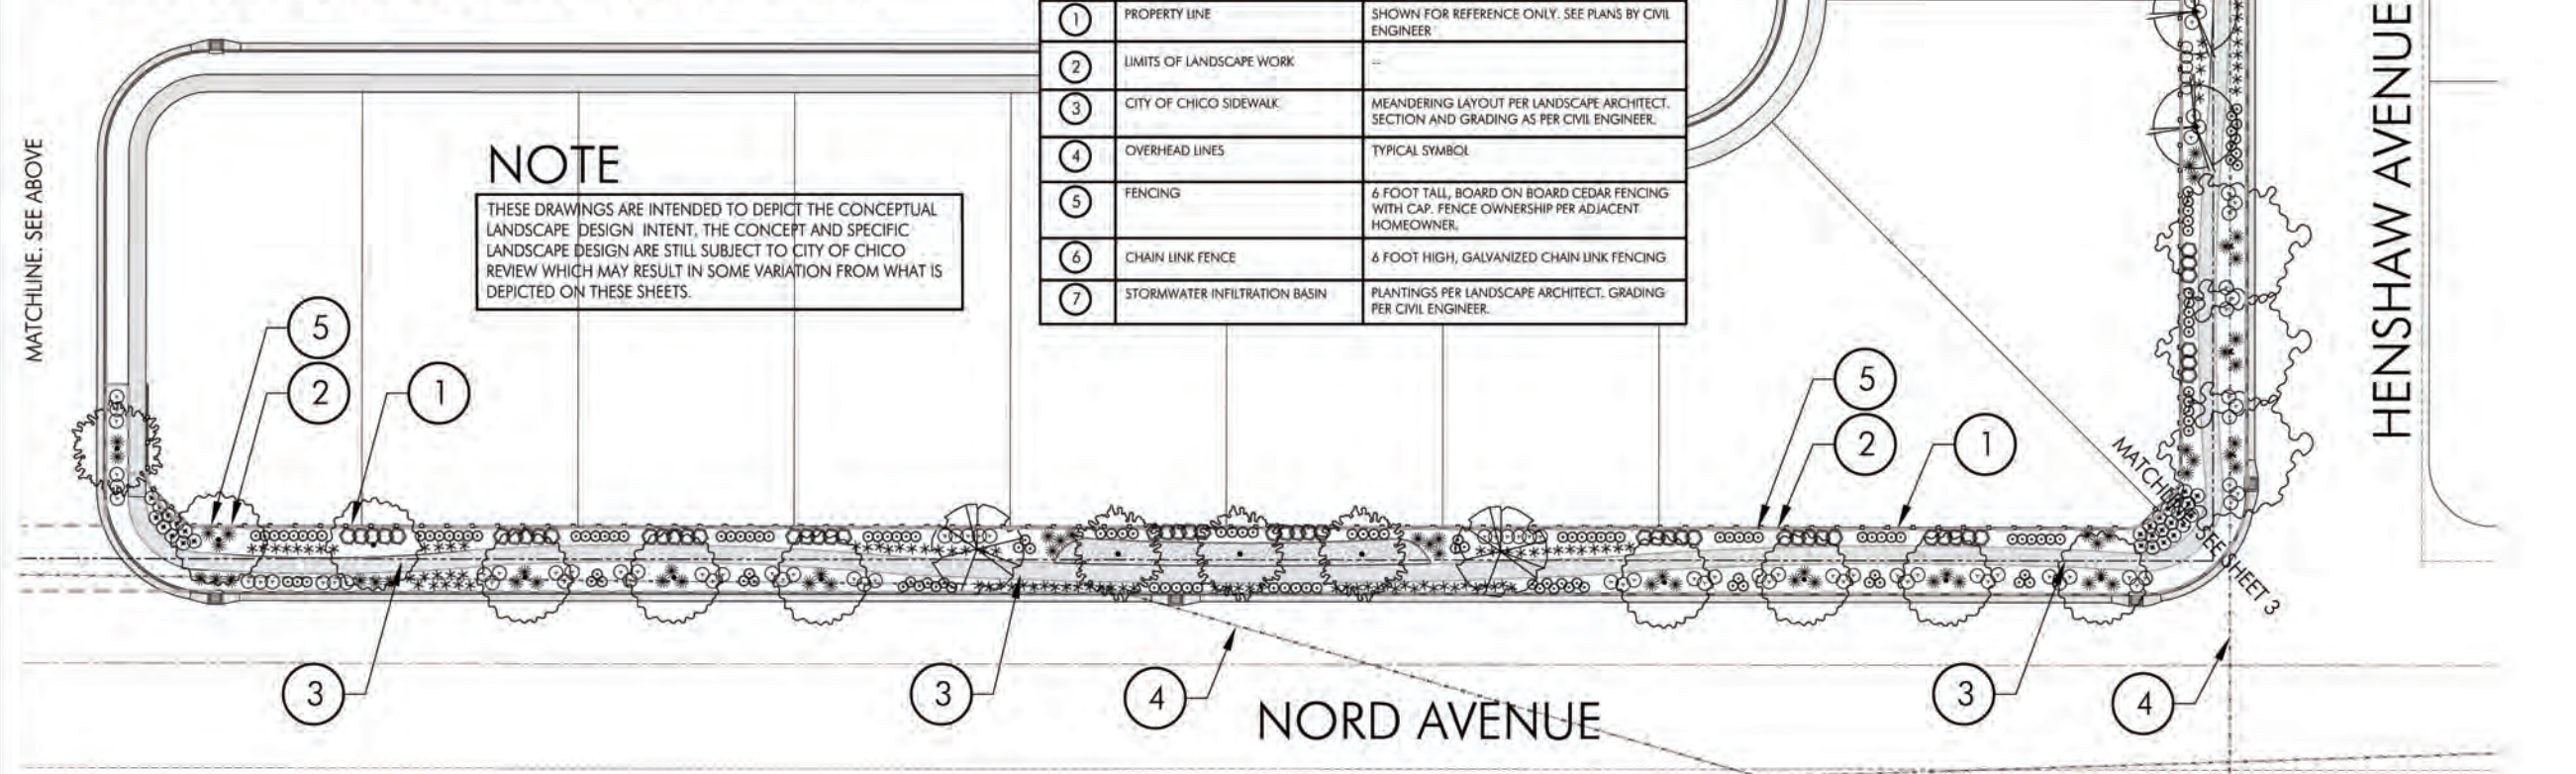 MATCHLINE. SEE ABOVE
NOTE
THESE DRAWINGS ARE INTENDED TO DEPICT THE CONCEPTUAL
LANDSCAPE DESIGN INTENT. THE CONCEPT AND SPECIFIC
LANDSCAPE DESIGN ARE STILL SUBJECT TO CITY OF CHICO
REVIEW WHICH MAY RESULT IN SOME VARIATION FROM WHAT IS
DEPICTED ON THESE SHEETS.
1 PROPERTY LINE SHOWN FOR REFERENCE ONLY. SEE PLANS BY CIVIL
ENGINEER
2 LIMITS OF LANDSCAPE WORK --
3 CITY OF CHICO SIDEWALK MEANDERING LAYOUT PER LANDSCAPE ARCHITECT.
SECTION AND GRADING AS PER CIVIL ENGINEER.
4 OVERHEAD LINES TYPICAL SYMBOL
5 FENCING 6 FOOT TALL, BOARD ON BOARD CEDAR FENCING
WITH CAP. FENCE OWNERSHIP PER ADJACENT
HOMEOWNER.
6 CHAIN LINK FENCE 6 FOOT HIGH, GALVANIZED CHAIN LINK FENCING
7 STORMWATER INFILTRATION BASIN PLANTINGS PER LANDSCAPE ARCHITECT. GRADING
PER CIVIL ENGINEER.
HENSHAW AVENUE
5
2
1
5
2
1
MATCHLINE. SEE SHEET 3
3
3
4
3
4
NORD AVENUE